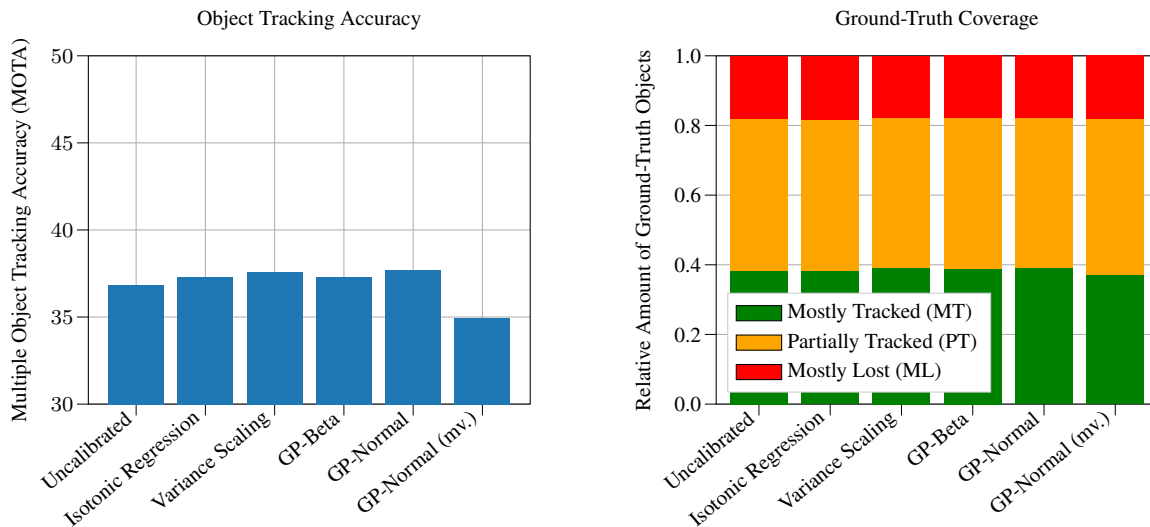 Object Tracking Accuracy
Multiple Object Tracking Accuracy (MOTA)
50
45
40
35
30
Uncalibrated
Isotonic Regression
Variance Scaling
GP-Beta
GP-Normal
GP-Normal (mv.)
Ground-Truth Coverage
Relative Amount of Ground-Truth Objects
1.0
0.8
0.6
0.4
0.2
0.0
Mostly Tracked (MT)
Partially Tracked (PT)
Mostly Lost (ML)
Uncalibrated
Isotonic Regression
Variance Scaling
GP-Beta
GP-Normal
GP-Normal (mv.)